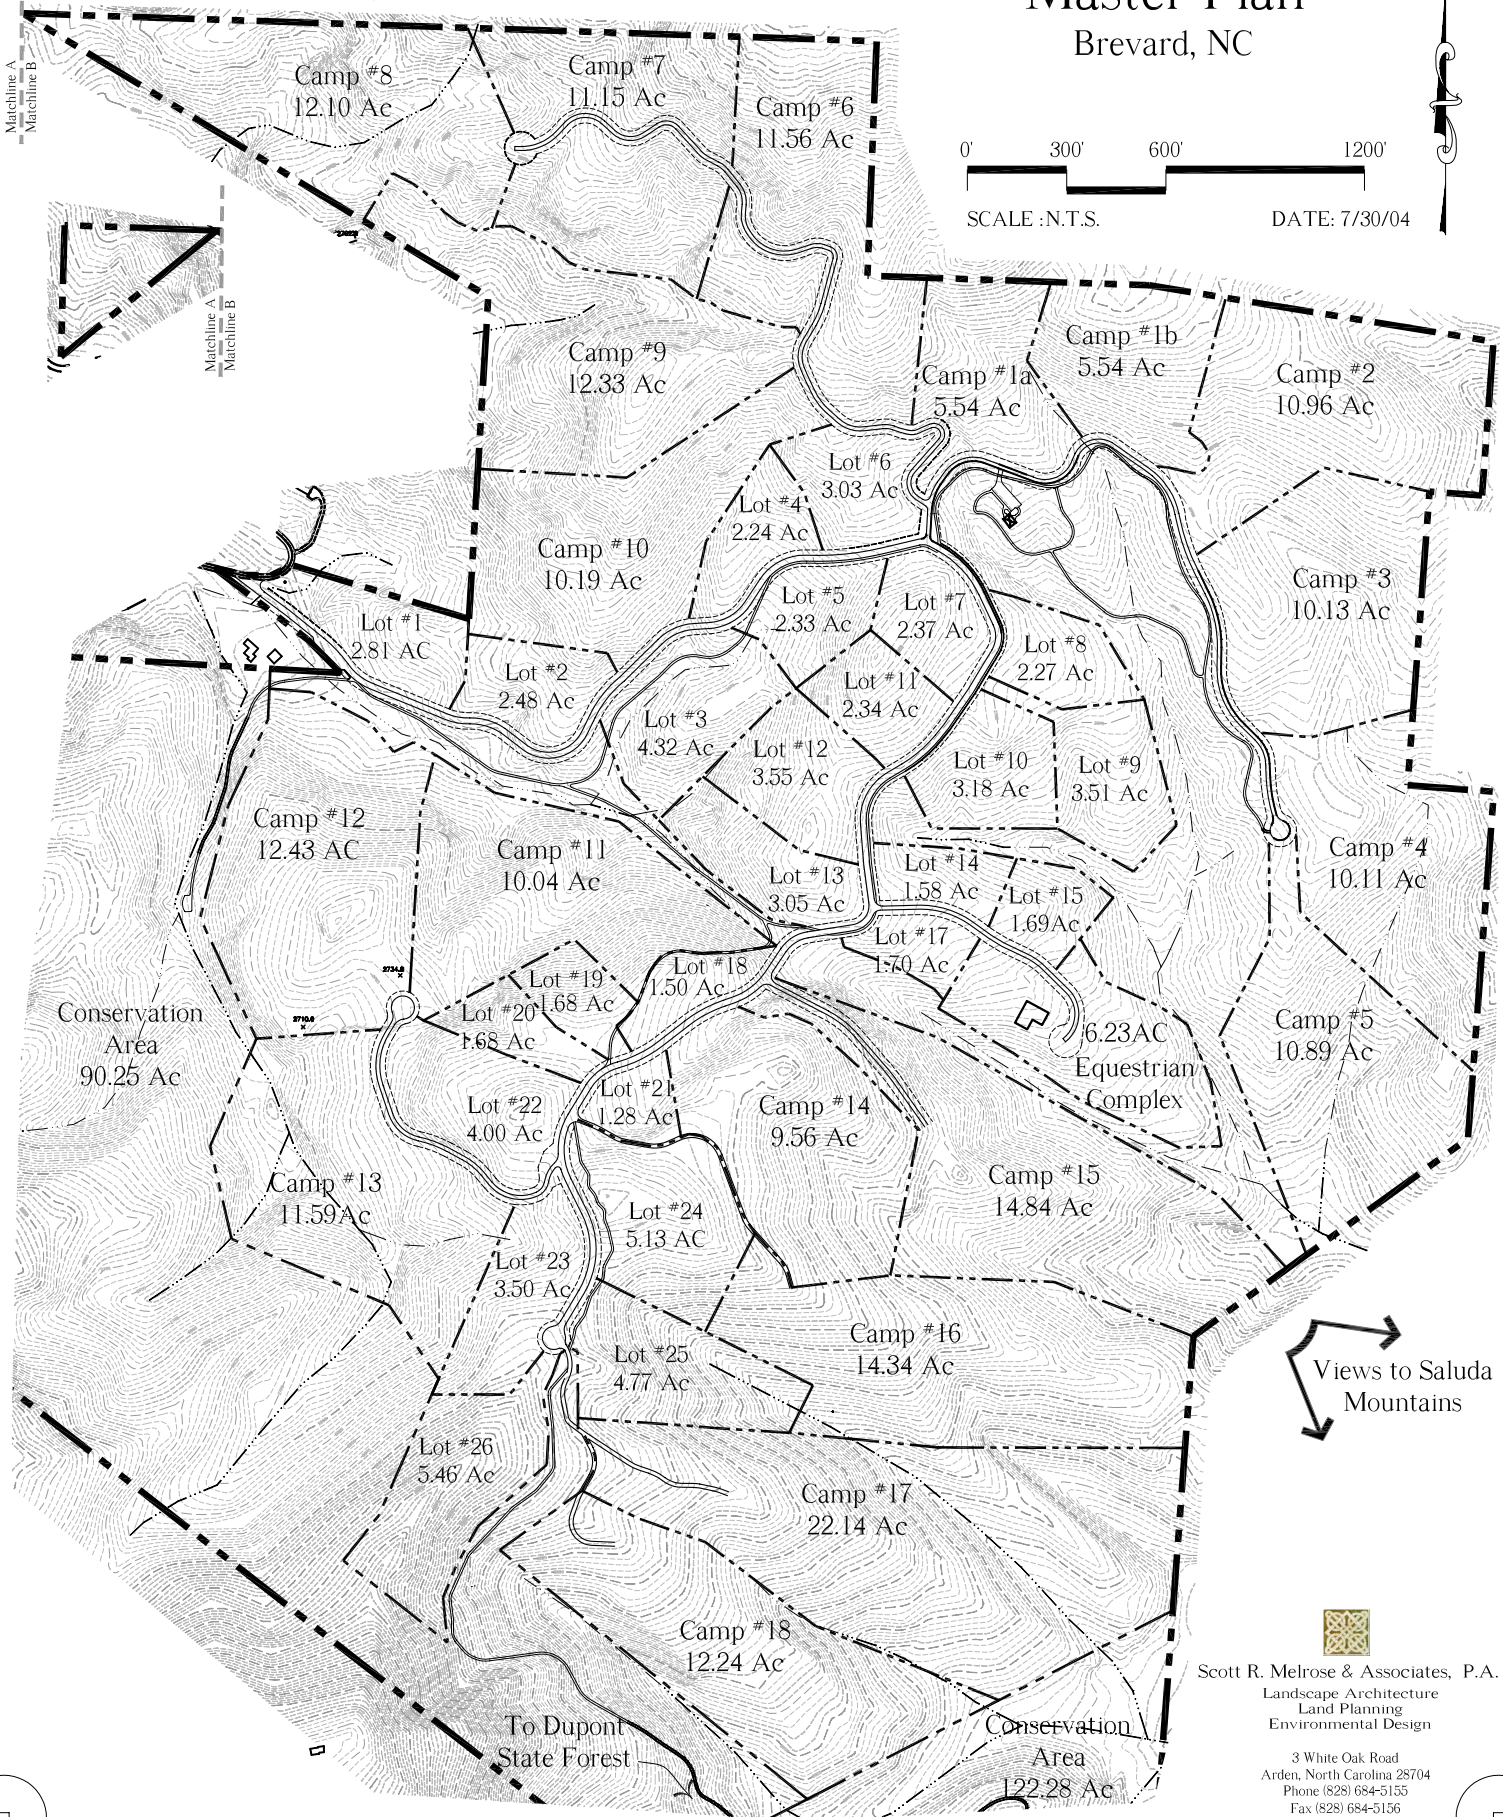 Master Plan
Brevard, NC
0'
300'
600'
1200'
SCALE :N.T.S.
DATE: 7/30/04
Matchline A
Matchline B
Matchline A
Matchline B
Camp #8
12.10 Ac
Camp #7
11.15 Ac
Camp #6
11.56 Ac
Camp #9
12.33 Ac
Camp #1a
5.54 Ac
Camp #1b
5.54 Ac
Camp #2
10.96 Ac
Lot #6
3.03 Ac
Lot #4
2.24 Ac
Camp #10
10.19 Ac
Camp #3
10.13 Ac
Lot #5
2.33 Ac
Lot #7
2.37 Ac
Lot #1
2.81 AC
Lot #8
2.27 Ac
Lot #2
2.48 Ac
Lot #11
2.34 Ac
Lot #3
4.32 Ac
Lot #12
3.55 Ac
Lot #10
3.18 Ac
Lot #9
3.51 Ac
Camp #12
12.43 AC
Camp #11
10.04 Ac
Camp #4
10.11 Ac
Lot #13
3.05 Ac
Lot #14
1.58 Ac
Lot #15
1.69Ac
Lot #17
1.70 Ac
Lot #18
1.50 Ac
2734.8
Lot #19
1.68 Ac
Lot #20
1.68 Ac
2710.6
Conservation
Area
90.25 Ac
Camp #5
10.89 Ac
6.23AC
Equestrian
Complex
Lot #21
1.28 Ac
Lot #22
4.00 Ac
Camp #14
9.56 Ac
Camp #13
11.59Ac
Camp #15
14.84 Ac
Lot #24
5.13 AC
Lot #23
3.50 Ac
Camp #16
14.34 Ac
Lot #25
4.77 Ac
Views to Saluda
Mountains
Lot #26
5.46 Ac
Camp #17
22.14 Ac
Camp #18
12.24 Ac
To Dupont
State Forest
Conservation
Area
122.28 Ac
Scott R. Melrose & Associates, P.A.
Landscape Architecture
Land Planning
Environmental Design
3 White Oak Road
Arden, North Carolina 28704
Phone (828) 684-5155
Fax (828) 684-5156